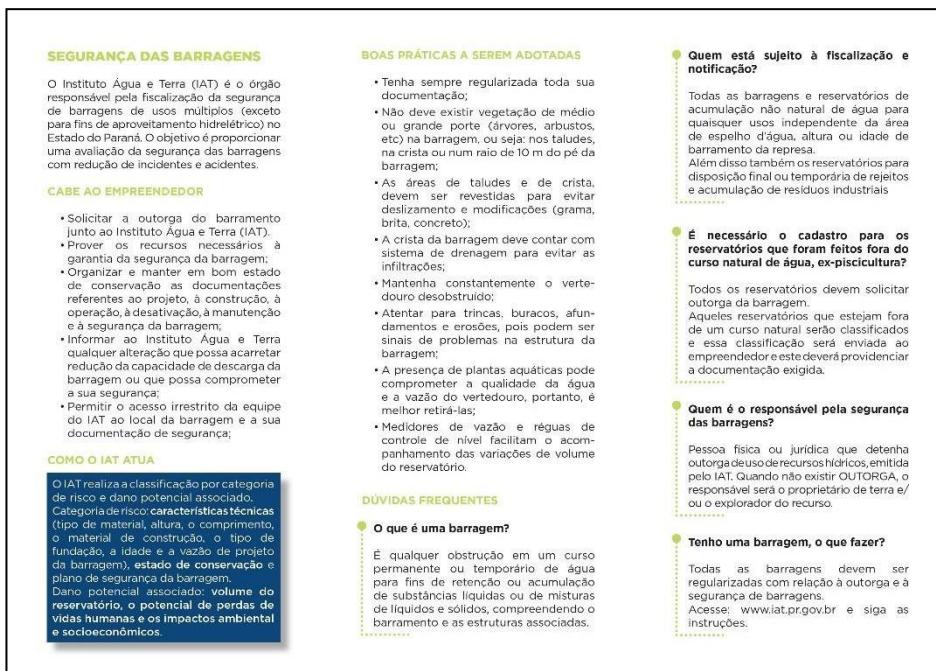 SEGURANÇA DAS BARRAGENS
O Instituto Água e Terra (IAT) é o órgão
responsável pela fiscalização da segurança
de barragens de usos múltiplos (exceto
para fins de aproveitamento hidrelétrico) no
Estado do Paraná. O objetivo é proporcionar
uma avaliação da segurança das barragens
com redução de incidentes e acidentes.
CABE AO EMPREENDEDOR
• Solicitar a outorga do barramento
junto ao Instituto Água e Terra (IAT).
• Prover os recursos necessários à
garantia da segurança da barragem;
• Organizar e manter em bom estado
de conservação as documentações
referentes ao projeto, à construção, à
operação, à desativação, à manutenção
e à segurança da barragem;
• Informar ao Instituto Água e Terra
qualquer alteração que possa acarretar
redução da capacidade de descarga da
barragem ou que possa comprometer
a sua segurança;
• Permitir o acesso irrestrito da equipe
do IAT ao local da barragem e a sua
documentação de segurança;
COMO O IAT ATUA
O IAT realiza a classificação por categoria
de risco e dano potencial associado.
Categoria de risco: características técnicas
(tipo de material, altura, o comprimento,
o material de construção, o tipo de
fundação, a idade e a vazão de projeto
da barragem), estado de conservação e
plano de segurança da barragem.
Dano potencial associado: volume do
reservatório, o potencial de perdas de
vidas humanas e os impactos ambiental
e socioeconômicos.
BOAS PRÁTICAS A SEREM ADOTADAS
• Tenha sempre regularizada toda sua
documentação;
• Não deve existir vegetação de médio
ou grande porte (árvores, arbustos,
etc) na barragem, ou seja: nos taludes,
na crista ou num raio de 10 m do pé da
barragem;
• As áreas de taludes e de crista,
devem ser revestidas para evitar
deslizamento e modificações (grama,
brita, concreto);
• A crista da barragem deve contar com
sistema de drenagem para evitar as
infiltrações;
• Mantenha constantemente o verte-
douro desobstruído;
• Atentar para trincas, buracos, afun-
damentos e erosões, pois podem ser
sinais de problemas na estrutura da
barragem;
• A presença de plantas aquáticas pode
comprometer a qualidade da água
e a vazão do vertedouro, portanto, é
melhor retirá-las;
• Medidores de vazão e réguas de
controle de nível facilitam o acom-
panhamento das variações de volume
do reservatório.
DÚVIDAS FREQUENTES
O que é uma barragem?
É qualquer obstrução em um curso
permanente ou temporário de água
para fins de retenção ou acumulação
de substâncias líquidas ou de misturas
de líquidos e sólidos, compreendendo o
barramento e as estruturas associadas.
Quem está sujeito à fiscalização e
notificação?
Todas as barragens e reservatórios de
acumulação não natural de água para
quaisquer usos independente da área
de espelho d'água, altura ou idade de
barramento da represa.
Além disso também os reservatórios para
disposição final ou temporária de rejeitos
e acumulação de resíduos industriais
É necessário o cadastro para os
reservatórios que foram feitos fora do
curso natural de água, ex-piscicultura?
Todos os reservatórios devem solicitar
outorga da barragem.
Aqueles reservatórios que estejam fora
de um curso natural serão classificados
e essa classificação será enviada ao
empreendedor e este deverá providenciar
a documentação exigida.
Quem é o responsável pela segurança
das barragens?
Pessoa física ou jurídica que detenha
outorga de uso de recursos hídricos, emitida
pelo IAT. Quando não existir OUTORGA, o
responsável será o proprietário de terra e/
ou o explorador do recurso.
Tenho uma barragem, o que fazer?
Todas as barragens devem ser
regularizadas com relação à outorga e à
segurança de barragens.
Acesse: www.iat.pr.gov.br e siga as
instruções.